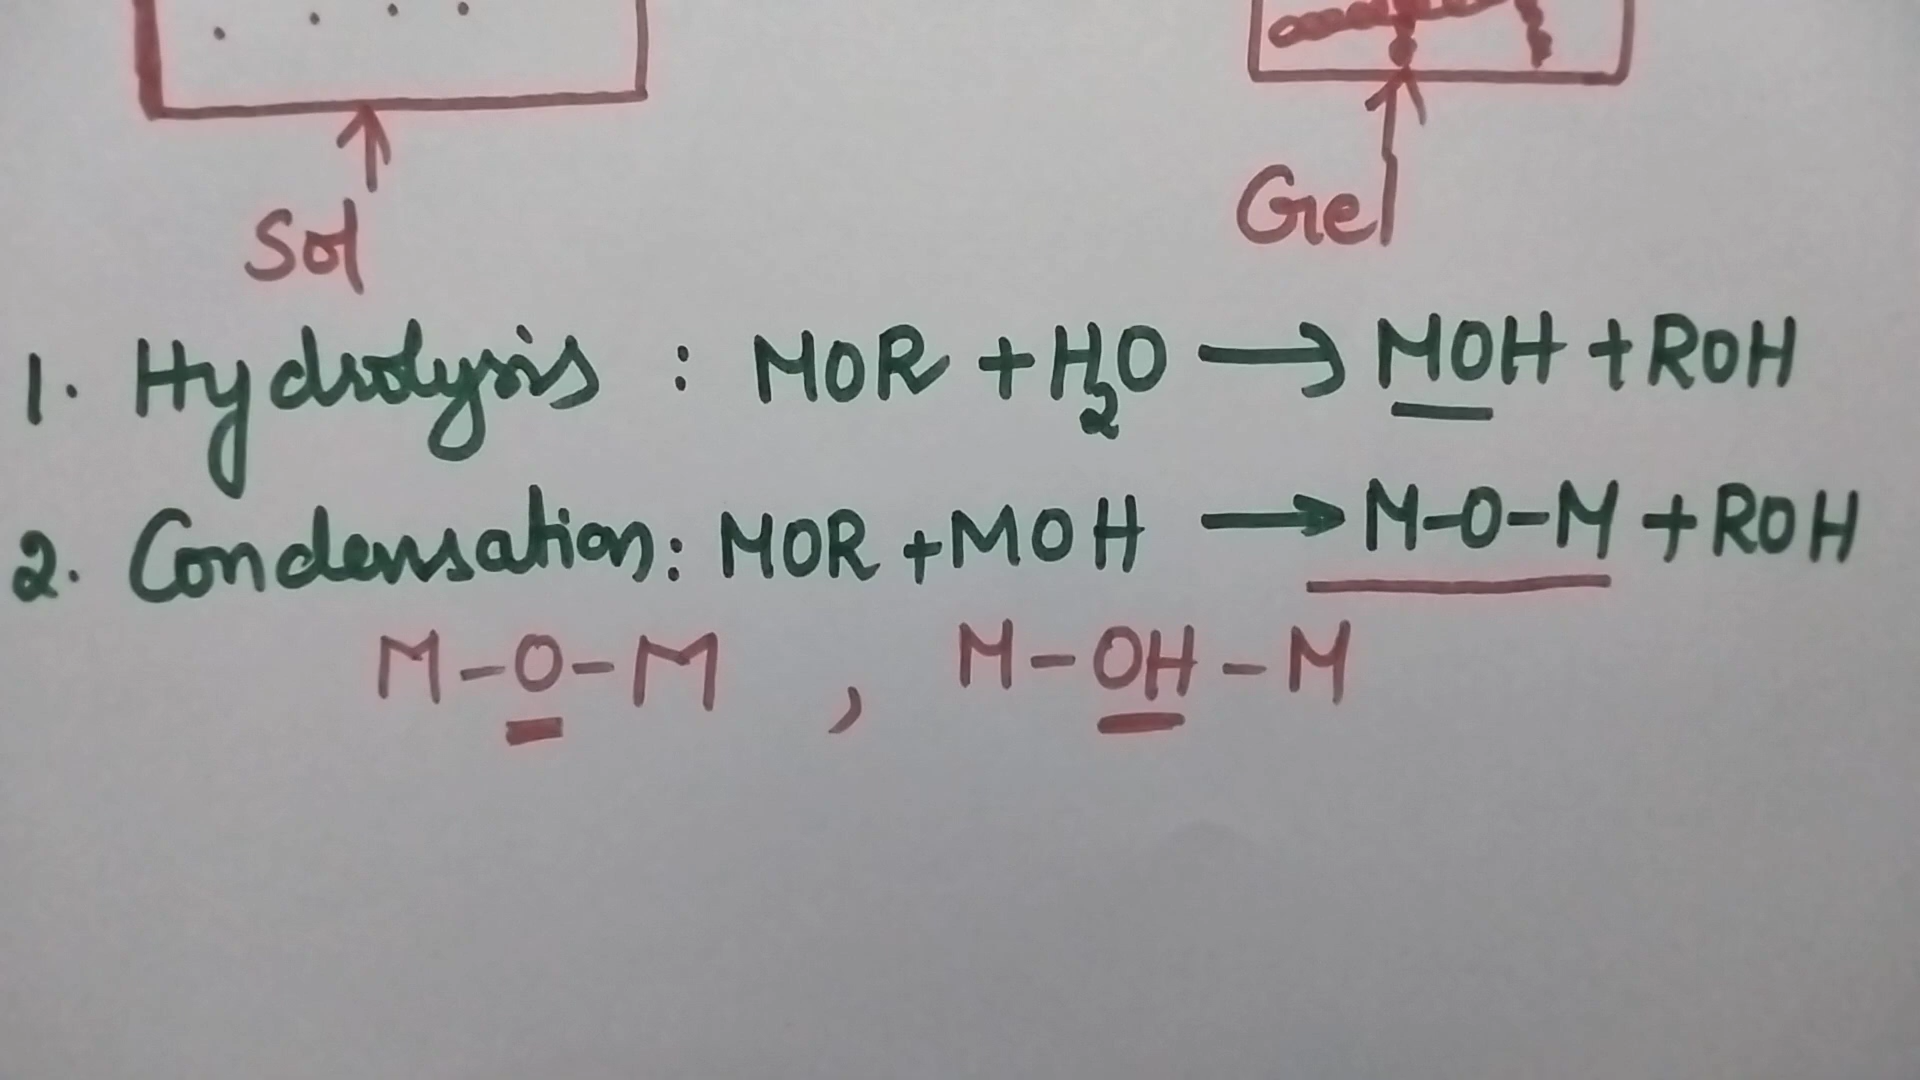 Sol
Gel
1. Hydrolysis : MOR + H₂O → MOH + ROH
2. Condensation: MOR + MOH → M-O-M + ROH
M-O-M , M-OH-M